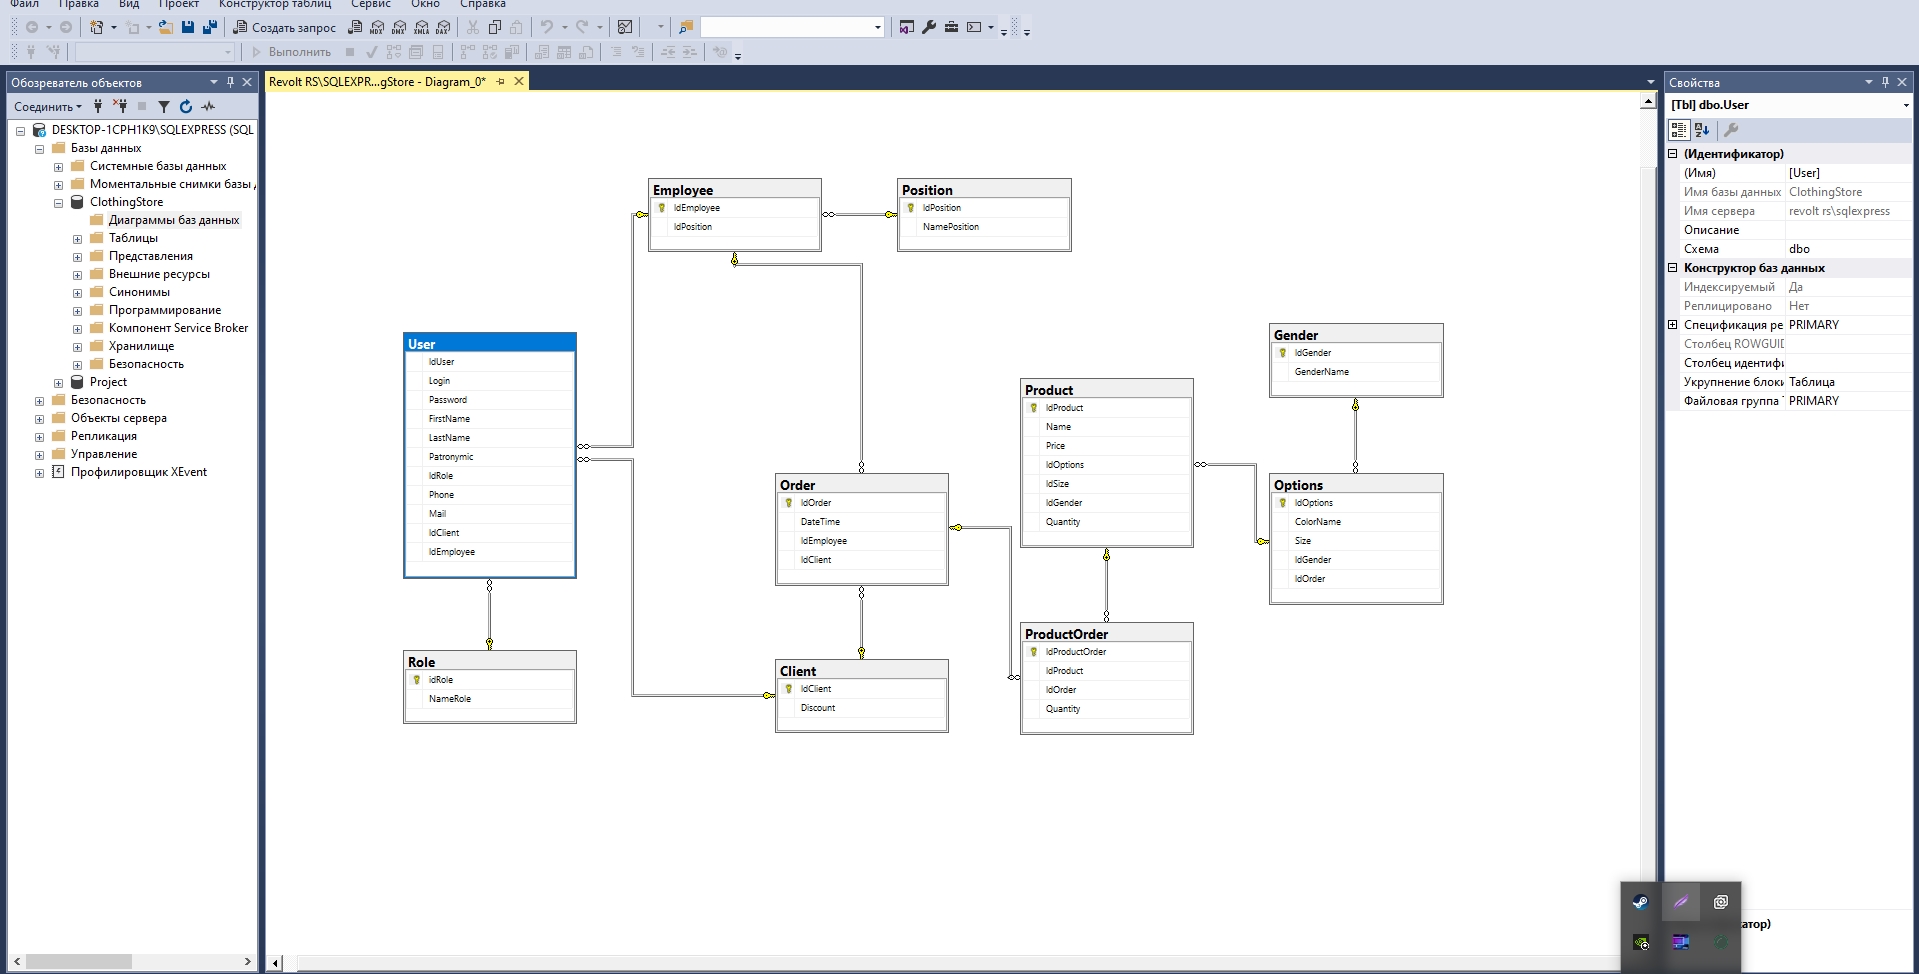 Файл Правка Вид Проект Конструктор таблиц Сервис Окно Справка
Создать запрос MDX DMX XMLA DAX
Выполнить
Обозреватель объектов
Соединить
DESKTOP-1CPH1K9\SQLEXPRESS (SQL
Базы данных
Системные базы данных
Моментальные снимки базы
ClothingStore
Диаграммы баз данных
Таблицы
Представления
Внешние ресурсы
Синонимы
Программирование
Компонент Service Broker
Хранилище
Безопасность
Project
Безопасность
Объекты сервера
Репликация
Управление
Профилировщик XEvent
Revolt RS\SQLEXPR...gStore - Diagram_0*
Employee
IdEmployee
IdPosition
Position
IdPosition
NamePosition
User
IdUser
Login
Password
FirstName
LastName
Patronymic
IdRole
Phone
Mail
IdClient
IdEmployee
Role
idRole
NameRole
Order
IdOrder
DateTime
IdEmployee
IdClient
Client
IdClient
Discount
Product
IdProduct
Name
Price
IdOptions
IdSize
IdGender
Quantity
ProductOrder
IdProductOrder
IdProduct
IdOrder
Quantity
Gender
IdGender
GenderName
Options
IdOptions
ColorName
Size
IdGender
IdOrder
Свойства
[Tbl] dbo.User
(Идентификатор)
(Имя) [User]
Имя базы данных ClothingStore
Имя сервера revolt rs\sqlexpress
Описание
Схема dbo
Конструктор баз данных
Индексируемый Да
Реплицировано Нет
Спецификация ре PRIMARY
Столбец ROWGUID
Столбец идентифи
Укрупнение блоки Таблица
Файловая группа PRIMARY
катор)